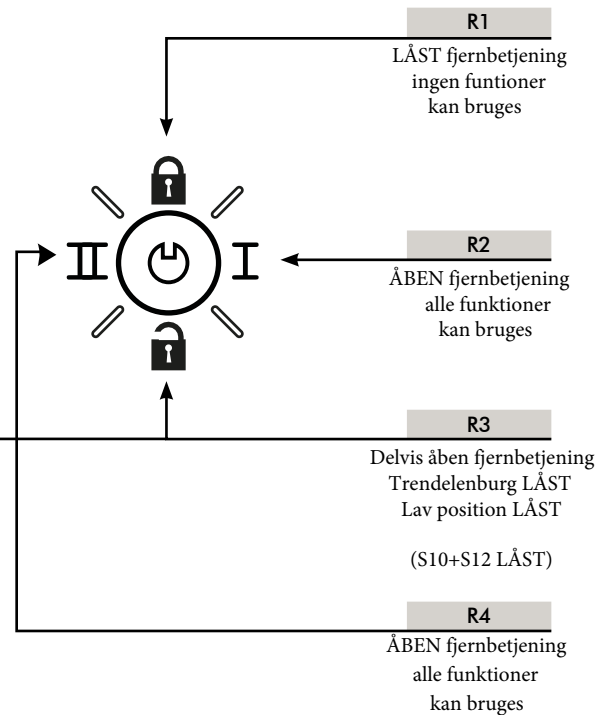 R1
LÅST fjernbetjening
ingen funtioner
kan bruges
II
I
R2
ÅBEN fjernbetjening
alle funktioner
kan bruges
R3
Delvis åben fjernbetjening
Trendelenburg LÅST
Lav position LÅST
(S10+S12 LÅST)
R4
ÅBEN fjernbetjening
alle funktioner
kan bruges